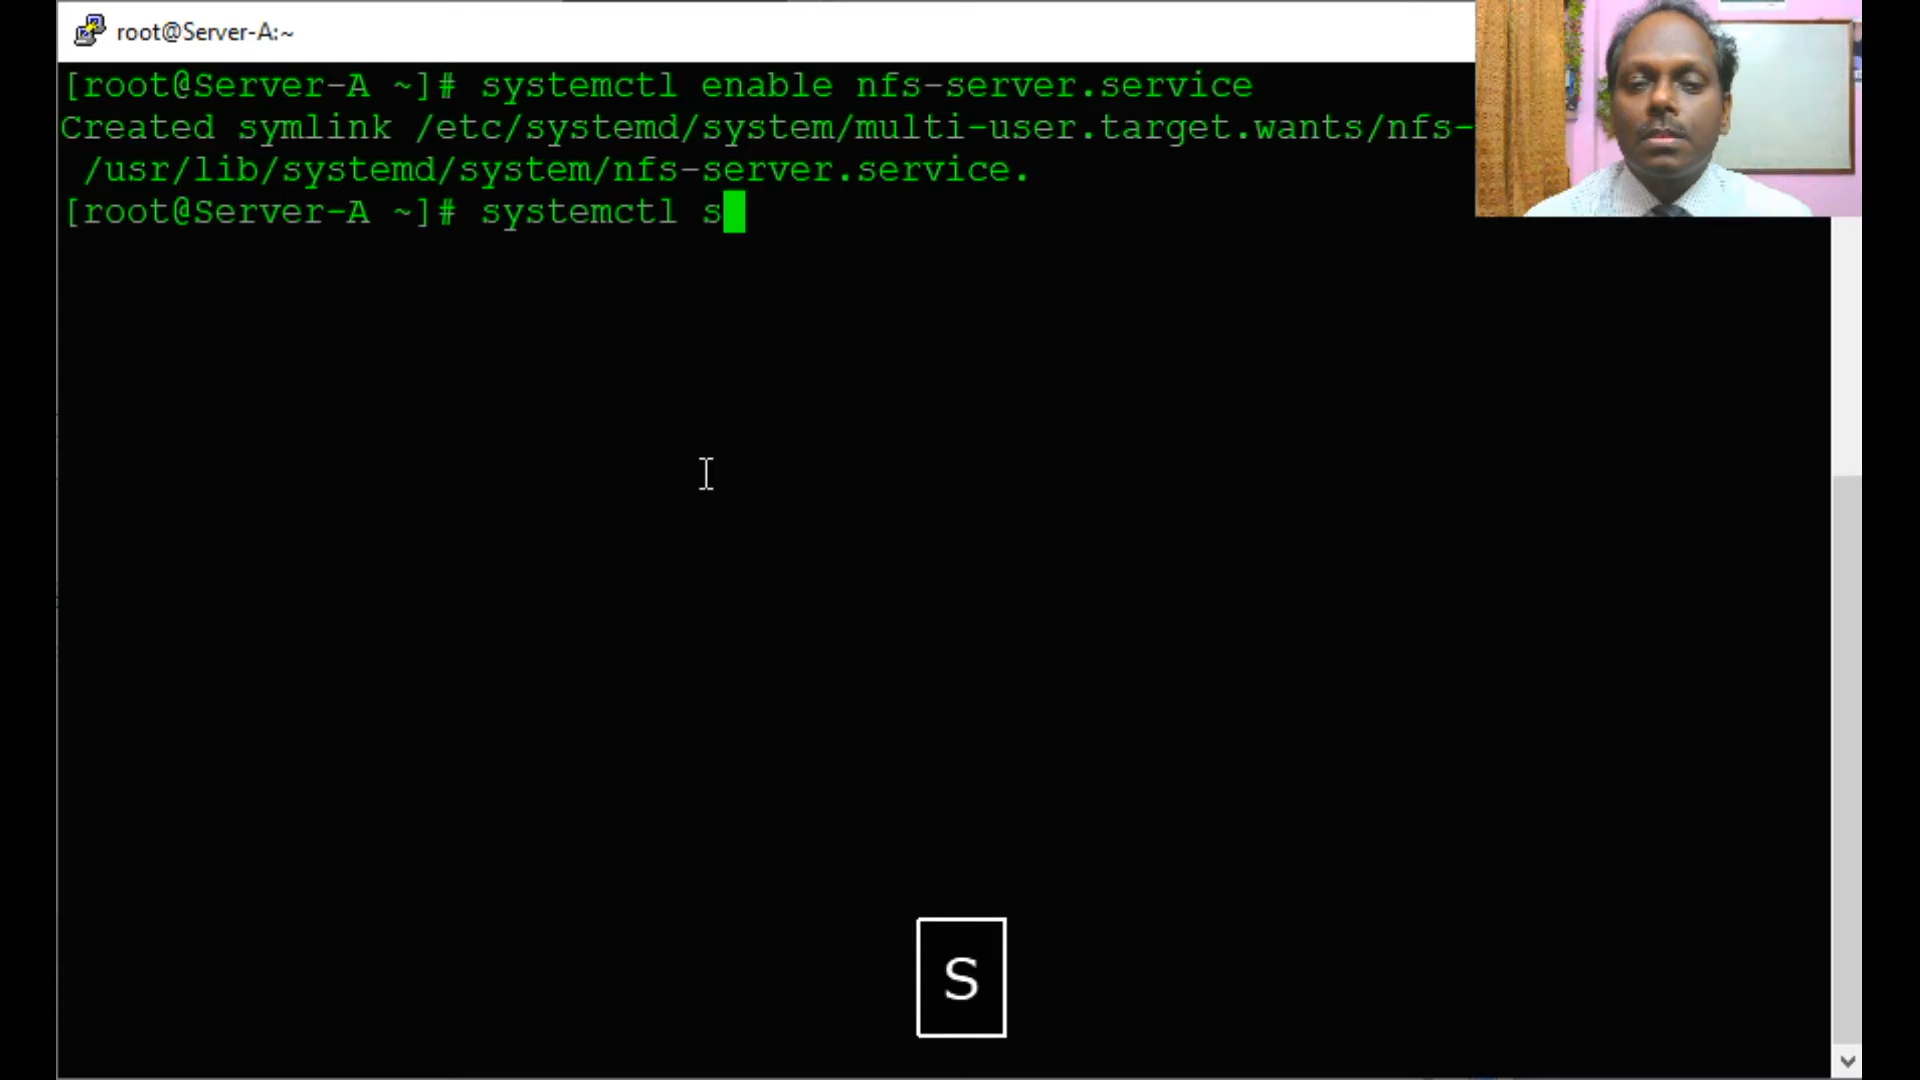 root@Server-A:~
[root@Server-A ~]# systemctl enable nfs-server.service
Created symlink /etc/systemd/system/multi-user.target.wants/nfs-
/usr/lib/systemd/system/nfs-server.service.
[root@Server-A ~]# systemctl s
S